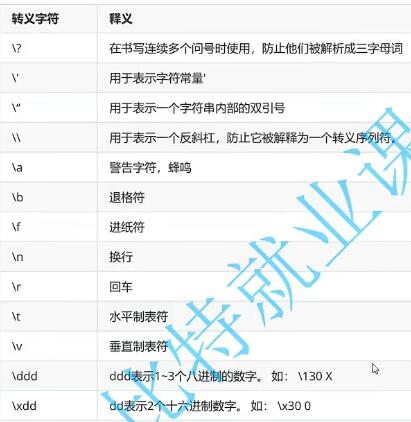 转义字符 释义
\? 在书写连续多个问号时使用，防止他们被解析成三字母词
\' 用于表示字符常量'
\“ 用于表示一个字符串内部的双引号
\\ 用于表示一个反斜杠，防止它被解释为一个转义序列符。
\a 警告字符，蜂鸣
\b 退格符
\f 进纸符
\n 换行
\r 回车
\t 水平制表符
\v 垂直制表符
\ddd ddd表示1~3个八进制的数字。 如： \130 X
\xdd dd表示2个十六进制数字。 如： \x30 0
比特就业课